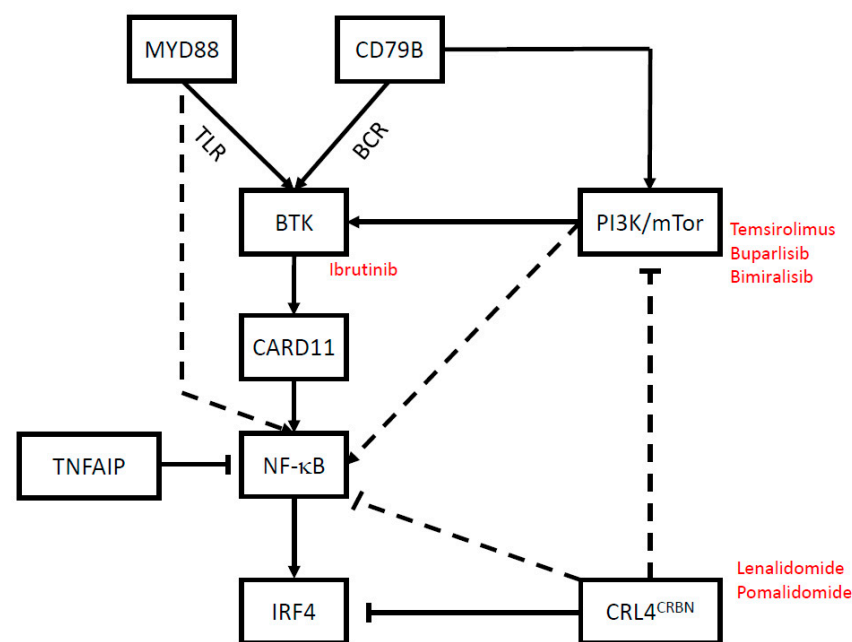 MYD88
CD79B
TLR
BCR
BTK
PI3K/mTor
Temsirolimus
Buparlisib
Bimiralisib
Ibrutinib
CARD11
TNFAIP
NF-κB
Lenalidomide
Pomalidomide
IRF4
CRL4CRBN